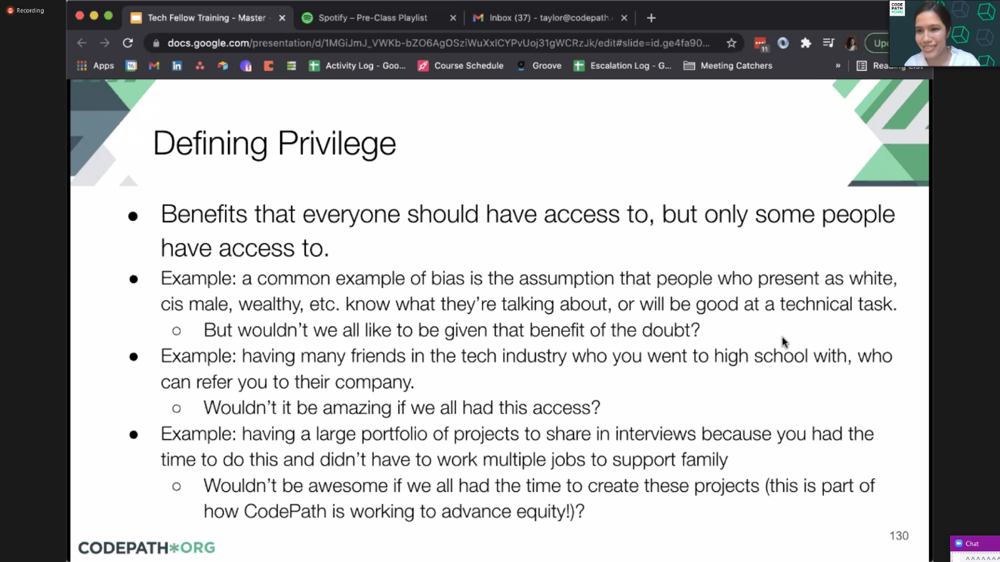 Recording
Tech Fellow Training - Master
Spotify – Pre-Class Playlist
Inbox (37) - taylor@codepath.
CODE
PATH
*ORG
docs.google.com/presentation/d/1MGiJmJ_VWKb-bZO6AgOSziWuXxlCYPvUoj31gWCRzJk/edit#slide=id.ge4fa90...
11
Apps
Activity Log - Goo...
Course Schedule
Groove
Escalation Log - G...
Meeting Catchers
»
Defining Privilege
● Benefits that everyone should have access to, but only some people
have access to.
● Example: a common example of bias is the assumption that people who present as white,
cis male, wealthy, etc. know what they're talking about, or will be good at a technical task.
○ But wouldn't we all like to be given that benefit of the doubt?
● Example: having many friends in the tech industry who you went to high school with, who
can refer you to their company.
○ Wouldn't it be amazing if we all had this access?
● Example: having a large portfolio of projects to share in interviews because you had the
time to do this and didn't have to work multiple jobs to support family
○ Wouldn't be awesome if we all had the time to create these projects (this is part of
how CodePath is working to advance equity!)?
130
CODEPATH*ORG
Chat